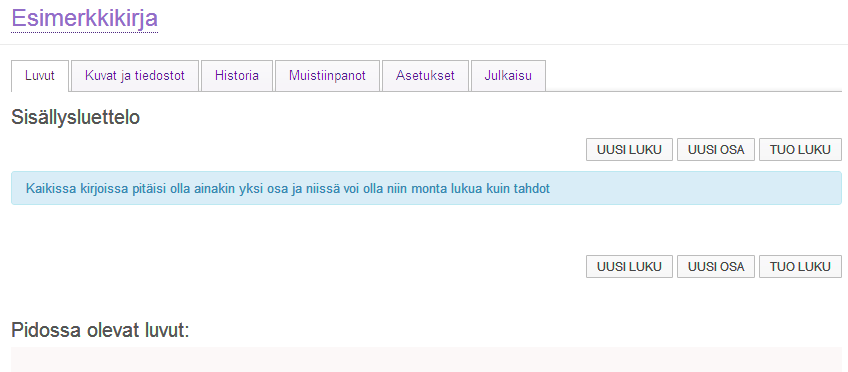 Esimerkkikirja
Luvut Kuvat ja tiedostot Historia Muistiinpanot Asetukset Julkaisu
Sisällysluettelo
UUSI LUKU UUSI OSA TUO LUKU
Kaikissa kirjoissa pitäisi olla ainakin yksi osa ja niissä voi olla niin monta lukua kuin tahdot
UUSI LUKU UUSI OSA TUO LUKU
Pidossa olevat luvut: